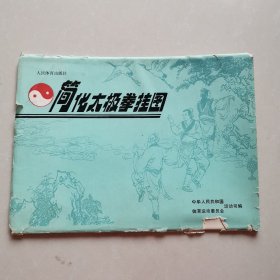 人民体育出版社
简化太极拳挂图
中华人民共和国
体育运动委员会
运动司编